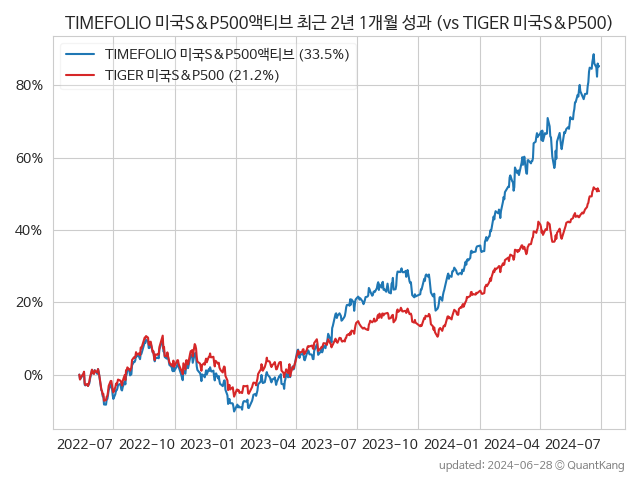 TIMEFOLIO 미국S&P500액티브 최근 2년 1개월 성과 (vs TIGER 미국S&P500)
TIMEFOLIO 미국S&P500액티브 (33.5%)
TIGER 미국S&P500 (21.2%)
80%
60%
40%
20%
0%
2022-07 2022-10 2023-01 2023-04 2023-07 2023-10 2024-01 2024-04 2024-07
updated: 2024-06-28 © QuantKang